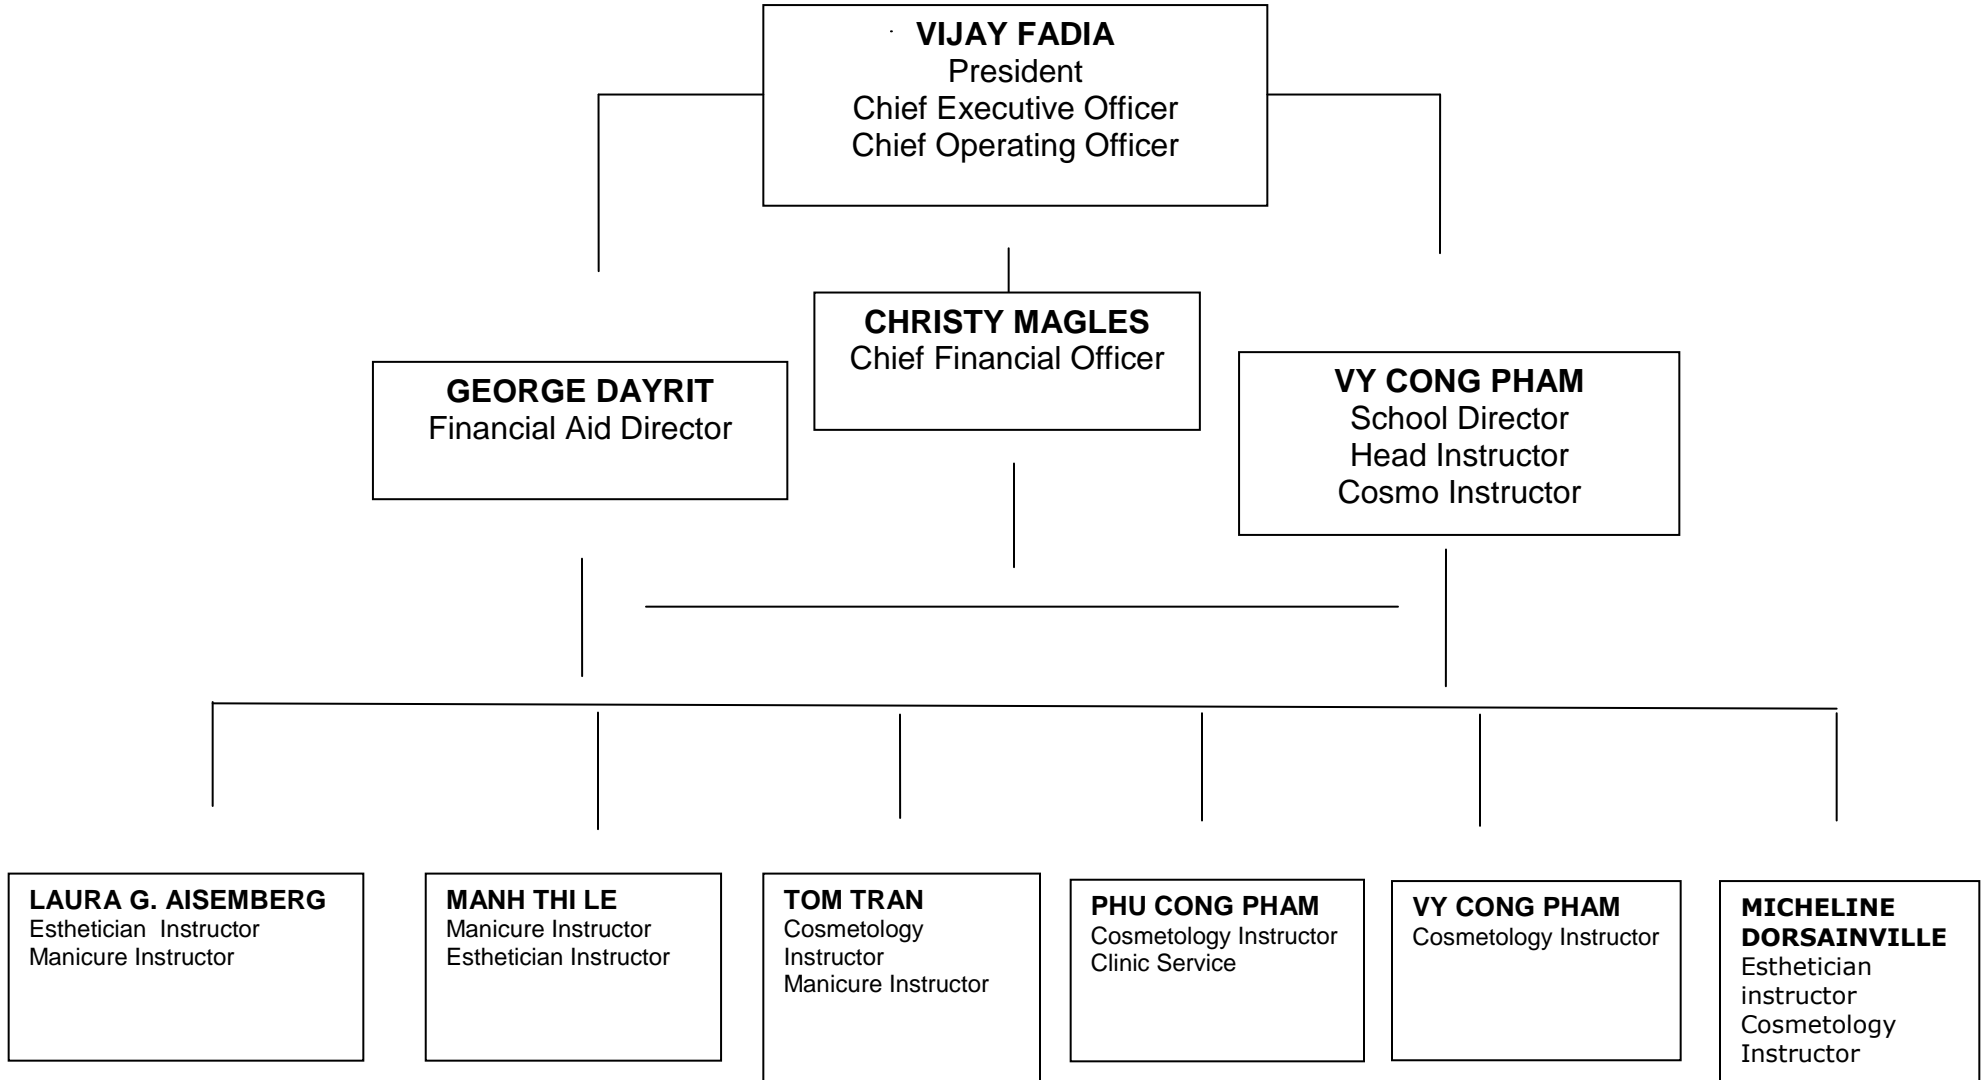 VIJAY FADIA
President
Chief Executive Officer
Chief Operating Officer
CHRISTY MAGLES
Chief Financial Officer
GEORGE DAYRIT
Financial Aid Director
VY CONG PHAM
School Director
Head Instructor
Cosmo Instructor
LAURA G. AISEMBERG
Esthetician  Instructor
Manicure Instructor
MANH THI LE
Manicure Instructor
Esthetician Instructor
TOM TRAN
Cosmetology
Instructor
Manicure Instructor
PHU CONG PHAM
Cosmetology Instructor
Clinic Service
VY CONG PHAM
Cosmetology Instructor
MICHELINE
DORSAINVILLE
Esthetician
instructor
Cosmetology
Instructor